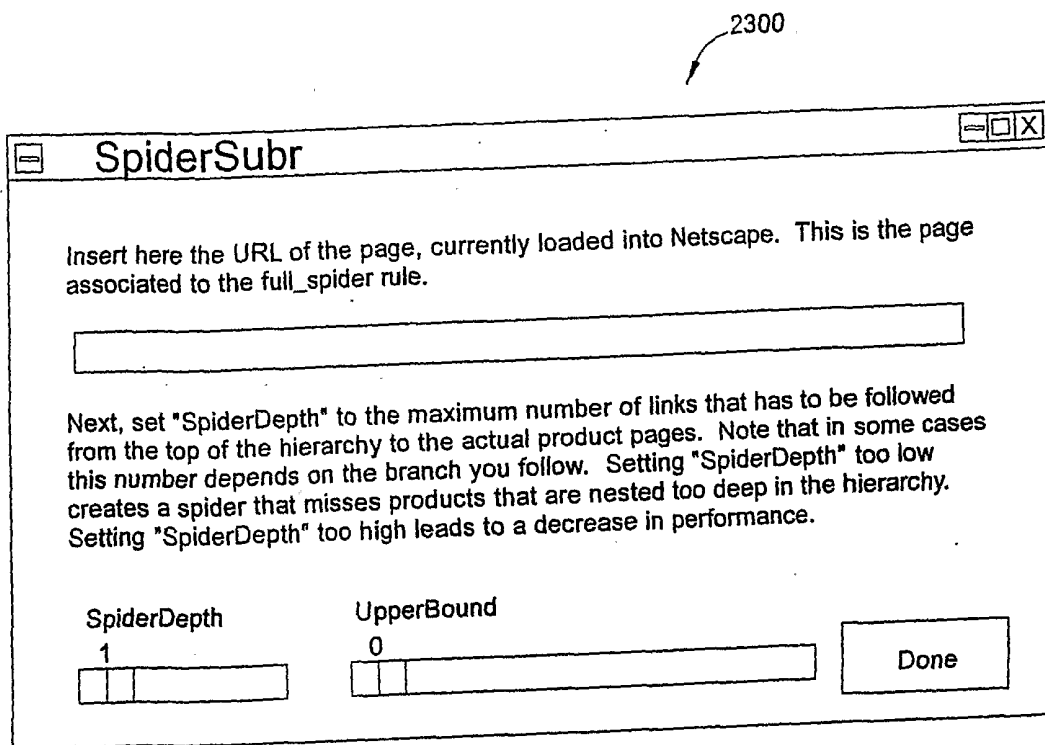 2300
SpiderSubr
Insert here the URL of the page, currently loaded into Netscape. This is the page
associated to the full_spider rule.
Next, set "SpiderDepth" to the maximum number of links that has to be followed
from the top of the hierarchy to the actual product pages. Note that in some cases
this number depends on the branch you follow. Setting "SpiderDepth" too low
creates a spider that misses products that are nested too deep in the hierarchy.
Setting "SpiderDepth" too high leads to a decrease in performance.
SpiderDepth
1
UpperBound
0
Done